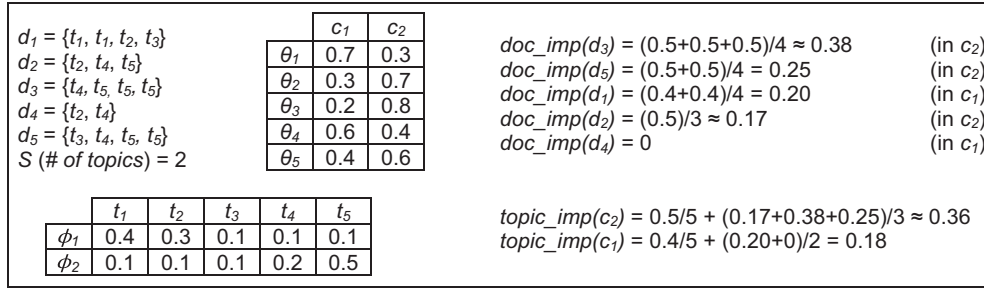 d1 = {t1, t1, t2, t3}
d2 = {t2, t4, t5}
d3 = {t4, t5, t5, t5}
d4 = {t2, t4}
d5 = {t3, t4, t5, t5}
S (# of topics) = 2
c1 c2
θ1 0.7 0.3
θ2 0.3 0.7
θ3 0.2 0.8
θ4 0.6 0.4
θ5 0.4 0.6
t1 t2 t3 t4 t5
ϕ1 0.4 0.3 0.1 0.1 0.1
ϕ2 0.1 0.1 0.1 0.2 0.5
doc_imp(d3) = (0.5+0.5+0.5)/4 ≈ 0.38 (in c2)
doc_imp(d5) = (0.5+0.5)/4 = 0.25 (in c2)
doc_imp(d1) = (0.4+0.4)/4 = 0.20 (in c1)
doc_imp(d2) = (0.5)/3 ≈ 0.17 (in c2)
doc_imp(d4) = 0 (in c1)
topic_imp(c2) = 0.5/5 + (0.17+0.38+0.25)/3 ≈ 0.36
topic_imp(c1) = 0.4/5 + (0.20+0)/2 = 0.18